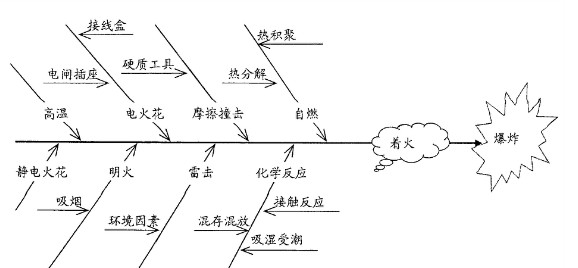 接线盒
热积聚
电闸插座
硬质工具
热分解
高温
电火花
摩擦撞击
自燃
着火
爆炸
静电火花
明火
雷击
化学反应
吸烟
环境因素
混存混放
接触反应
吸湿受潮